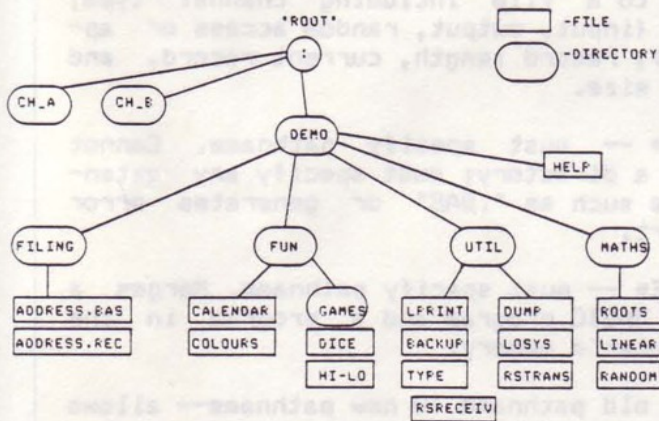 "ROOT"
-FILE
:
-DIRECTORY
CH_A
CH_B
DEMO
HELP
FILING
FUN
UTIL
MATHS
ADDRESS.BAS
ADDRESS.REC
CALENDAR
COLOURS
GAMES
DICE
HI-LO
LPRINT
BACKUP
TYPE
RSRECEIV
DUMP
LOSYS
RSTRANS
ROOTS
LINEAR
RANDOM